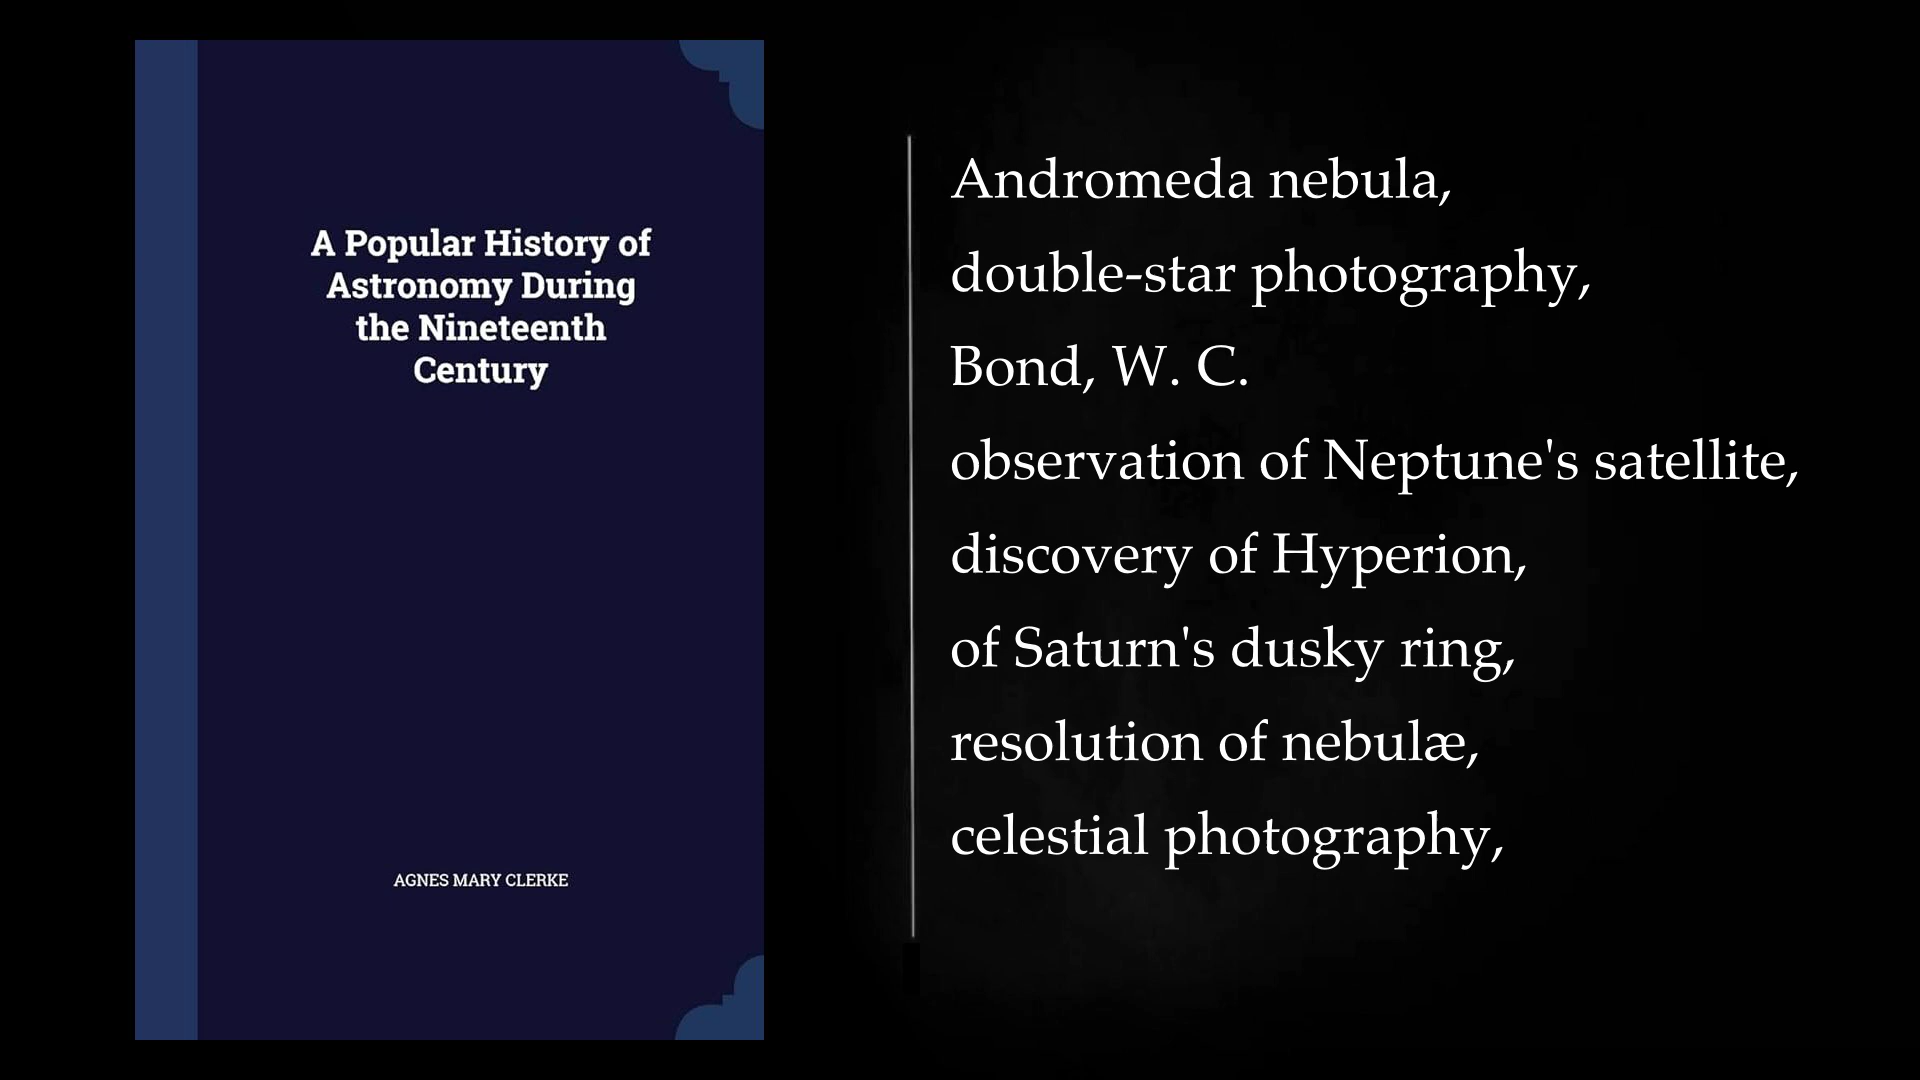 A Popular History of
Astronomy During
the Nineteenth
Century
AGNES MARY CLERKE
Andromeda nebula,
double-star photography,
Bond, W. C.
observation of Neptune's satellite,
discovery of Hyperion,
of Saturn's dusky ring,
resolution of nebulæ,
celestial photography,